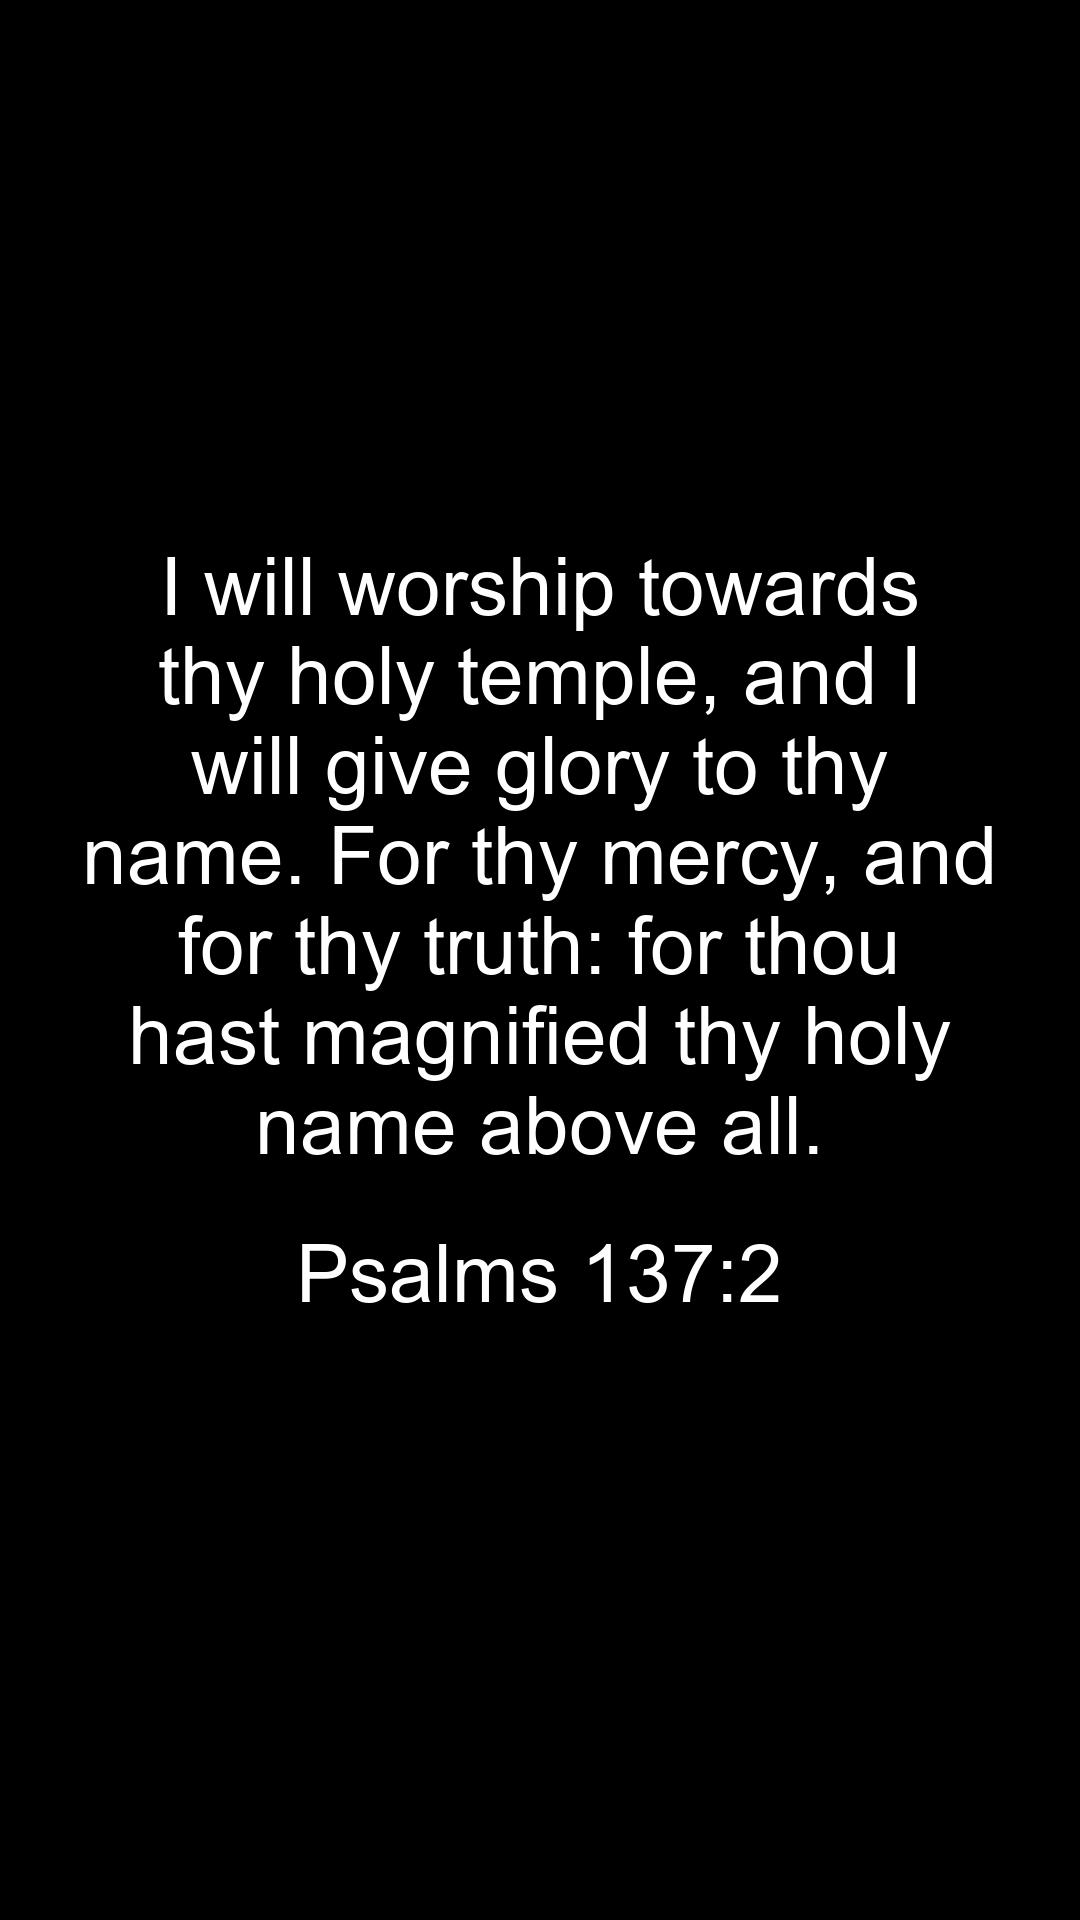 I will worship towards
thy holy temple, and I
will give glory to thy
name. For thy mercy, and
for thy truth: for thou
hast magnified thy holy
name above all.
Psalms 137:2